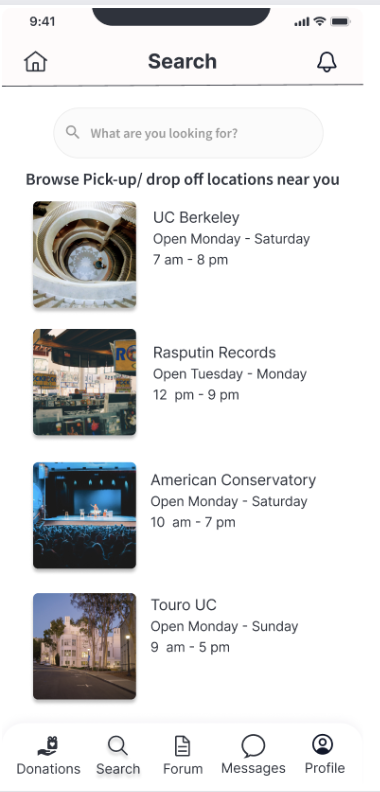 9:41
Search
What are you looking for?
Browse Pick-up/ drop off locations near you
UC Berkeley
Open Monday - Saturday
7 am - 8 pm
Rasputin Records
Open Tuesday - Monday
12 pm - 9 pm
American Conservatory
Open Monday - Saturday
10 am - 7 pm
Touro UC
Open Monday - Sunday
9 am - 5 pm
Donations Search Forum Messages Profile